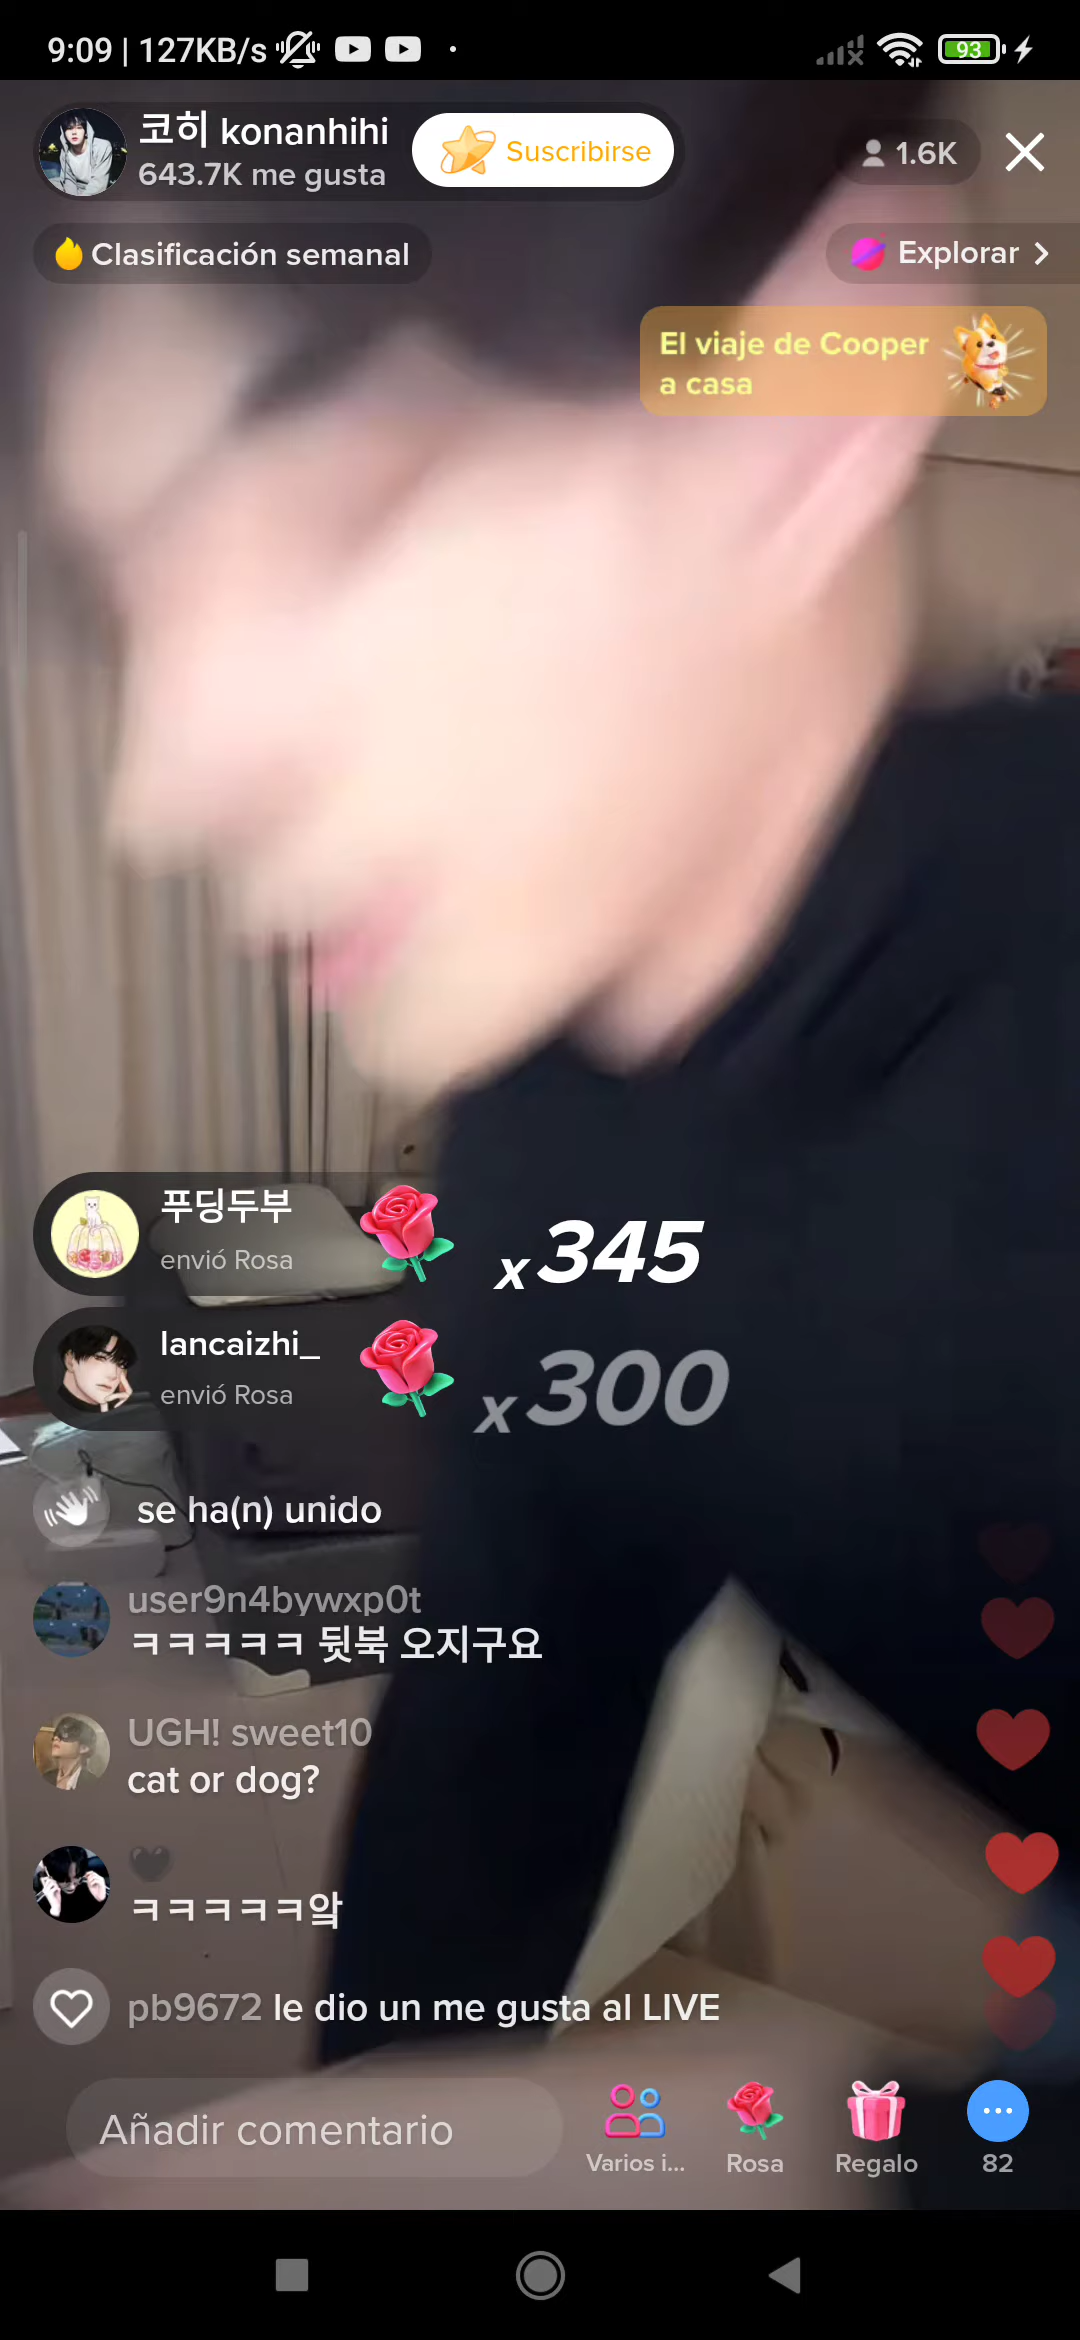 9:09 | 127KB/s
93
코히 konanhihi
643.7K me gusta
Suscribirse
1.6K
Clasificación semanal
Explorar
El viaje de Cooper
a casa
푸딩두부
envió Rosa
x345
lancaizhi_
envió Rosa
x300
se ha(n) unido
user9n4bywxp0t
ㅋㅋㅋㅋㅋ 뒷북 오지구요
UGH! sweet10
cat or dog?
ㅋㅋㅋㅋㅋ앜
pb9672 le dio un me gusta al LIVE
Añadir comentario
Varios i...
Rosa
Regalo
82